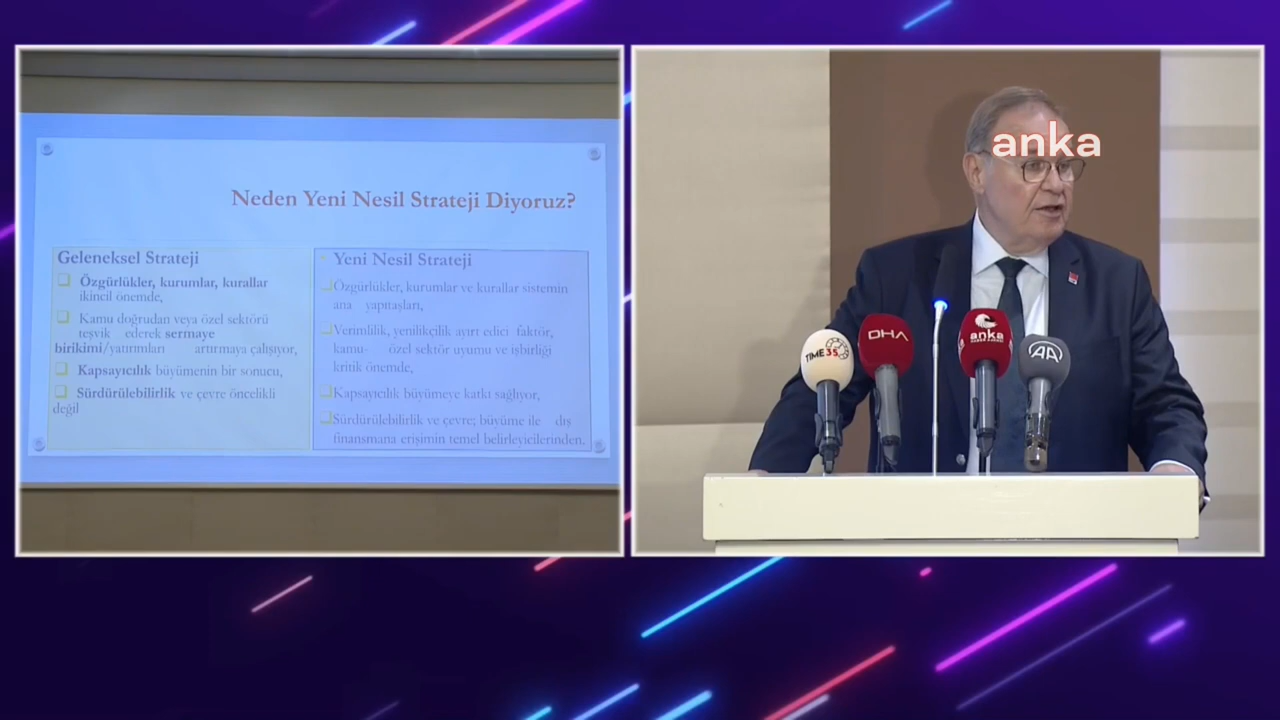 Neden Yeni Nesil Strateji Diyoruz?
Geleneksel Strateji
Özgürlükler, kurumlar, kurallar
ikincil önemde,
Kamu doğrudan veya özel sektörü
teşvik ederek sermaye
birikimi/yatırımları artırmaya çalışıyor,
Kapsayıcılık büyümenin bir sonucu,
Sürdürülebilirlik ve çevre öncelikli
değil
Yeni Nesil Strateji
Özgürlükler, kurumlar ve kurallar sistemin
ana yapıtaşları,
Verimlilik, yenilikçilik ayırt edici faktör,
kamu- özel sektör uyumu ve işbirliği
kritik önemde,
Kapsayıcılık büyümeye katkı sağlıyor,
Sürdürülebilirlik ve çevre; büyüme ile dış
finansmana erişimin temel belirleyicilerinden.
anka
TIME 35
DHA
anka
AA